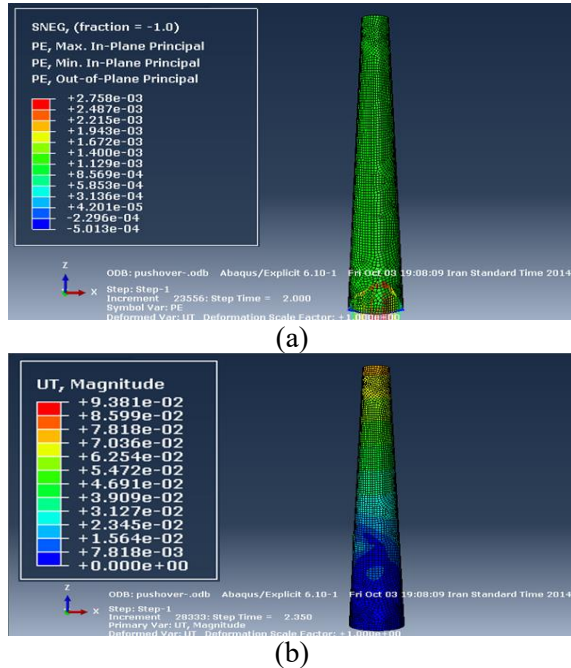 SNEG, (fraction = -1.0)
PE, Max. In-Plane Principal
PE, Min. In-Plane Principal
PE, Out-of-Plane Principal
+2.758e-03
+2.487e-03
+2.215e-03
+1.943e-03
+1.672e-03
+1.400e-03
+1.129e-03
+8.569e-04
+5.853e-04
+3.136e-04
+4.201e-05
-2.296e-04
-5.013e-04
Z
X
ODB: pushover-.odb Abaqus/Explicit 6.10-1 Fri Oct 03 19:08:09 Iran Standard Time 2014
Step: Step-1
Increment 23556: Step Time = 2.000
Symbol Var: PE
Deformed Var: UT Deformation Scale Factor: +1.000e+00
(a)
UT, Magnitude
+9.381e-02
+8.599e-02
+7.818e-02
+7.036e-02
+6.254e-02
+5.472e-02
+4.691e-02
+3.909e-02
+3.127e-02
+2.345e-02
+1.564e-02
+7.818e-03
+0.000e+00
Z
X
ODB: pushover-.odb Abaqus/Explicit 6.10-1 Fri Oct 03 19:08:09 Iran Standard Time 2014
Step: Step-1
Increment 28333: Step Time = 2.350
Primary Var: UT, Magnitude
Deformed Var: UT Deformation Scale Factor: +1.000e+00
(b)